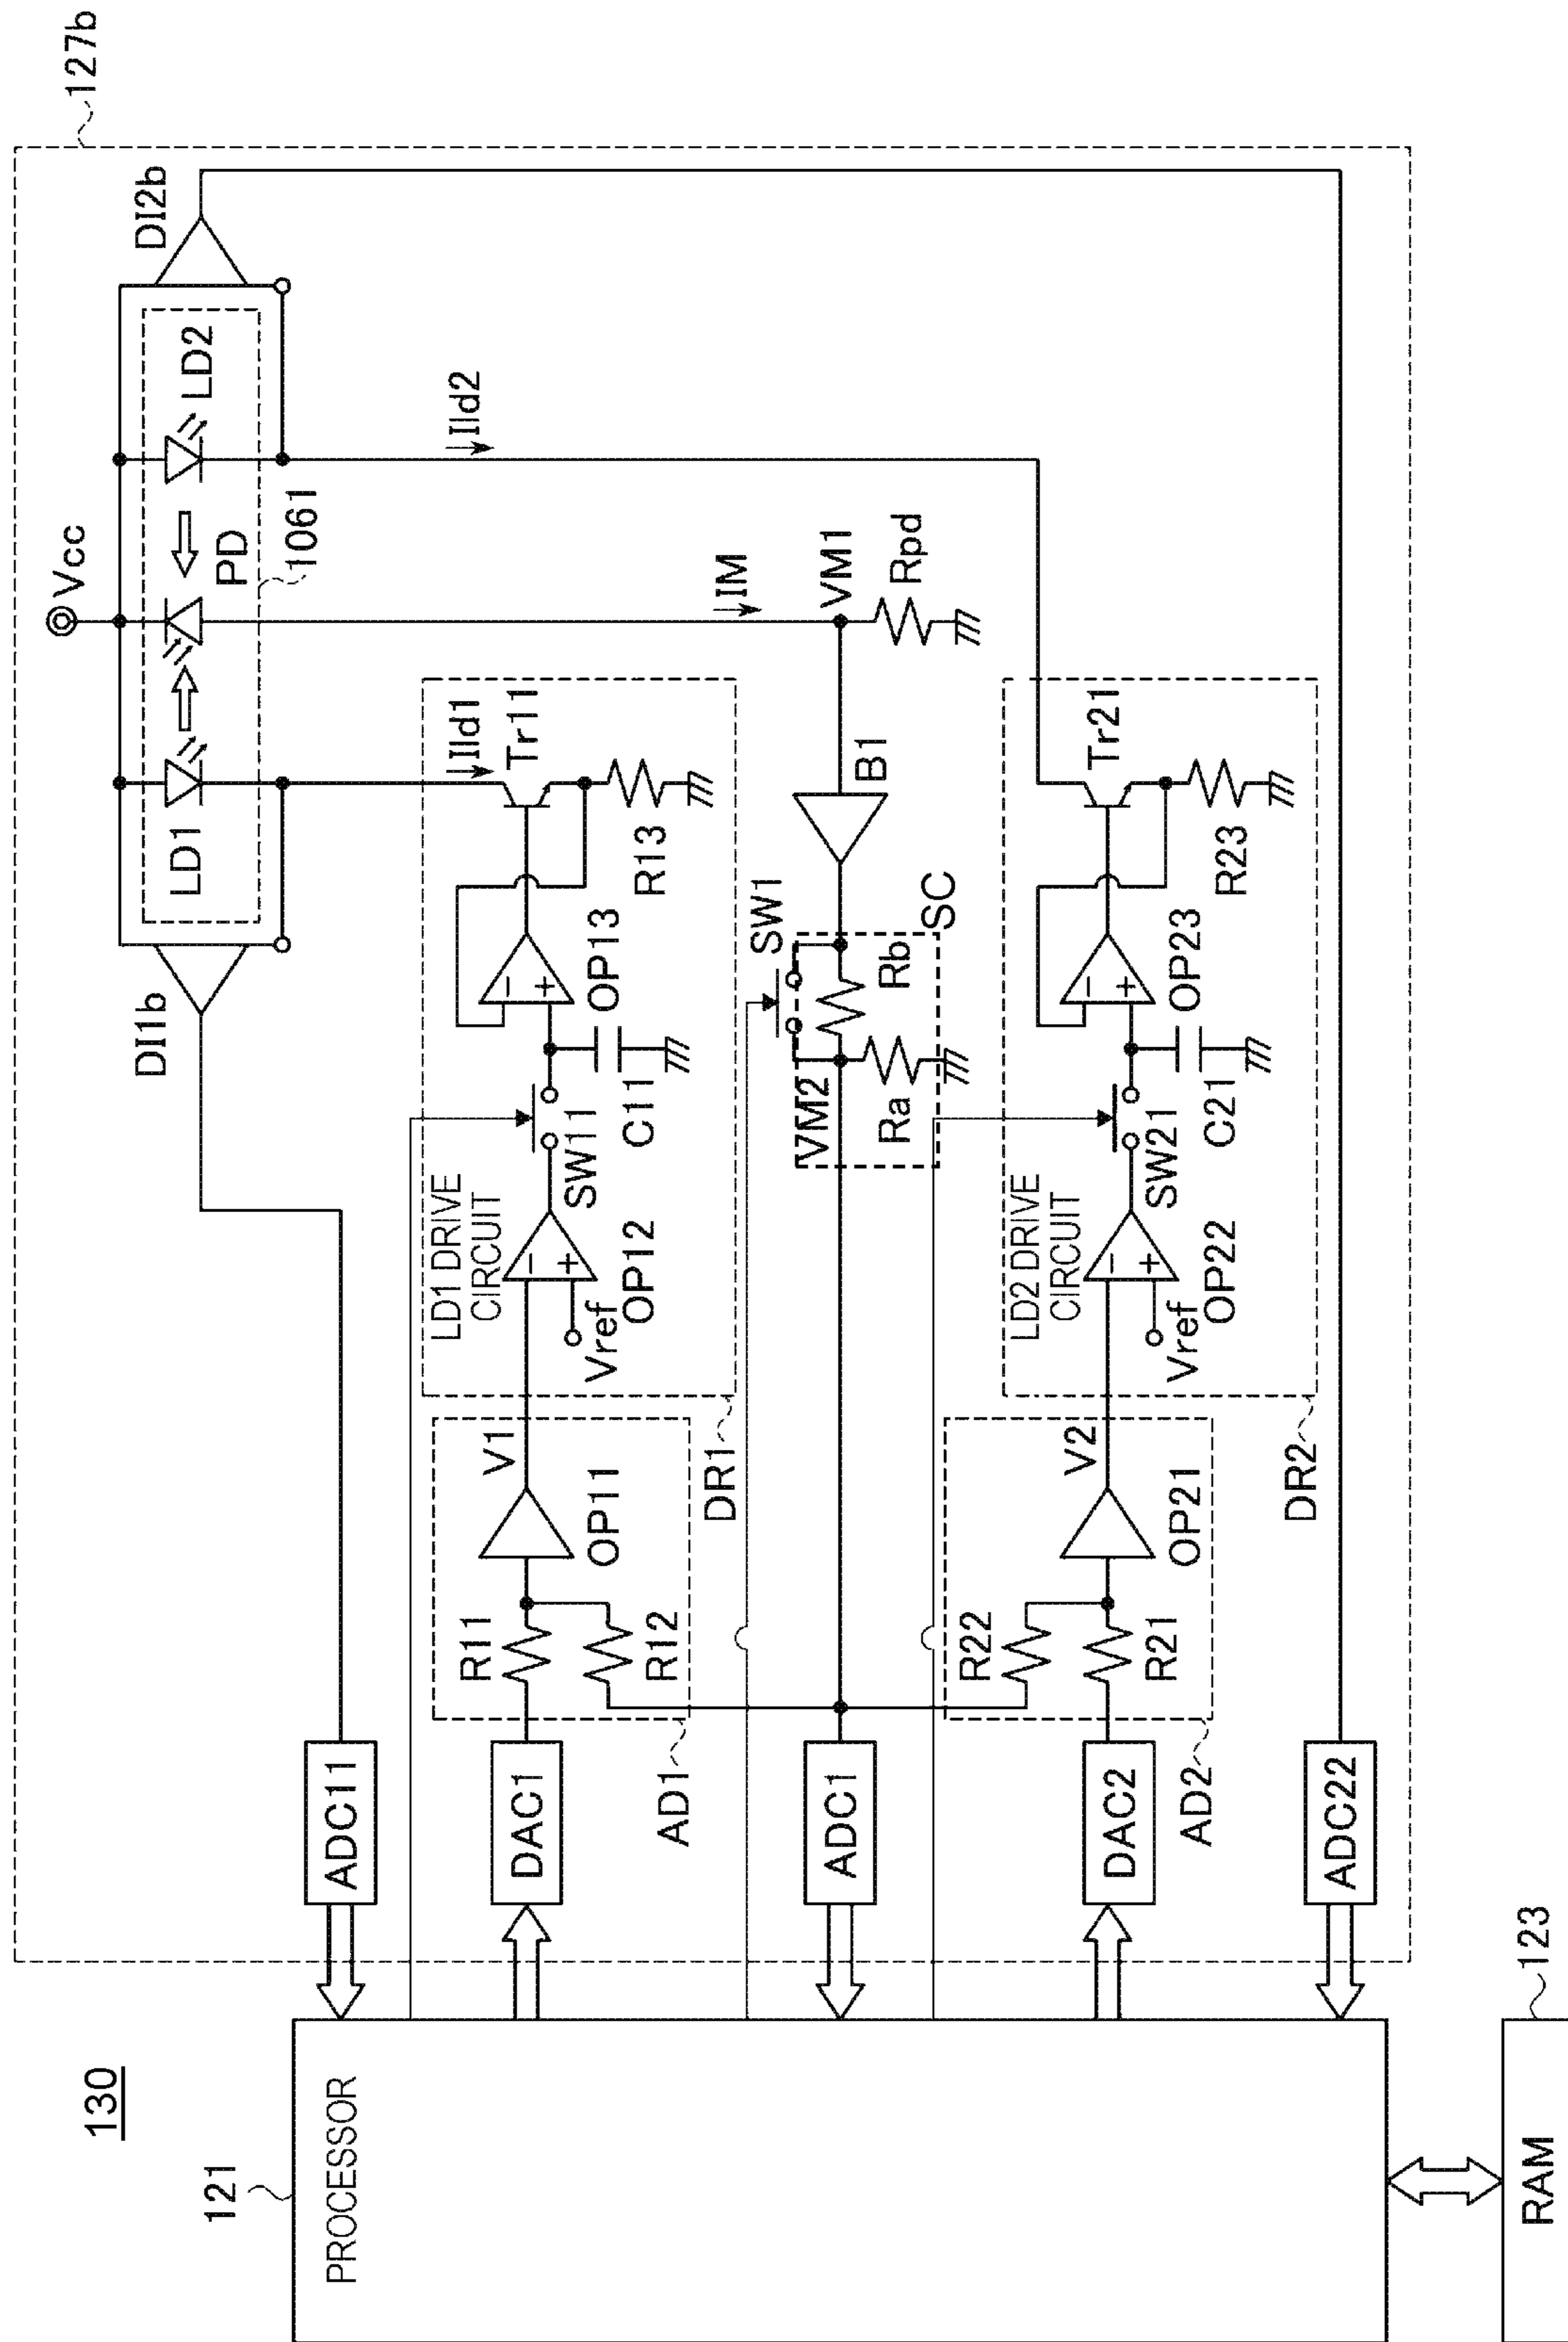 130
121
PROCESSOR
RAM
123
127b
ADC11
DAC1
ADC1
DAC2
ADC22
AD1
AD2
R11
R12
OP11
V1
R22
R21
OP21
V2
DR1
DR2
LD1 DRIVE
CIRCUIT
Vref
OP12
SW11
C11
OP13
R13
Tr11
Ild1
LD2 DRIVE
CIRCUIT
Vref
OP22
SW21
C21
OP23
R23
Tr21
Ild2
VM2
Ra
Rb
SW1
SC
B1
VM1
Rpd
IM
DI1b
LD1
PD
LD2
1061
Vcc
DI2b
- +
- +
- +
- +